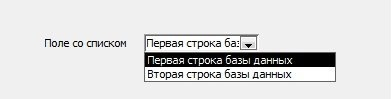 Поле со списком Первая строка баз
Первая строка базы данных
Вторая строка базы данных